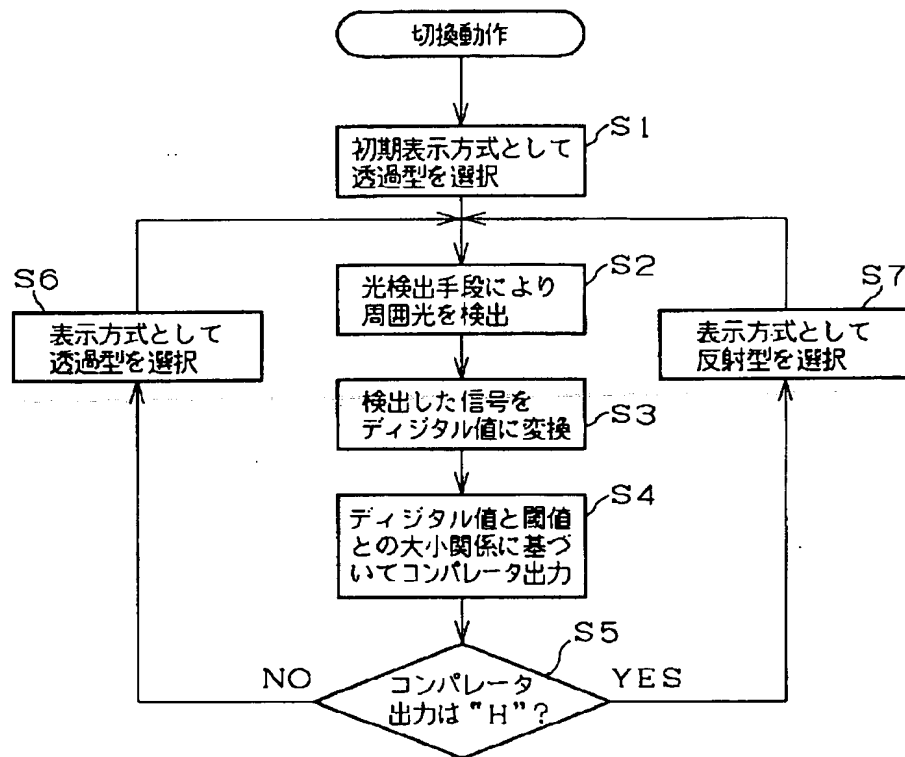 切換動作
S1
初期表示方式として
透過型を選択
S2
光検出手段により
周囲光を検出
S3
検出した信号を
ディジタル値に変換
S4
ディジタル値と閾値
との大小関係に基づ
いてコンパレータ出力
S5
コンパレータ
出力は"H"?
NO
YES
S6
表示方式として
透過型を選択
S7
表示方式として
反射型を選択